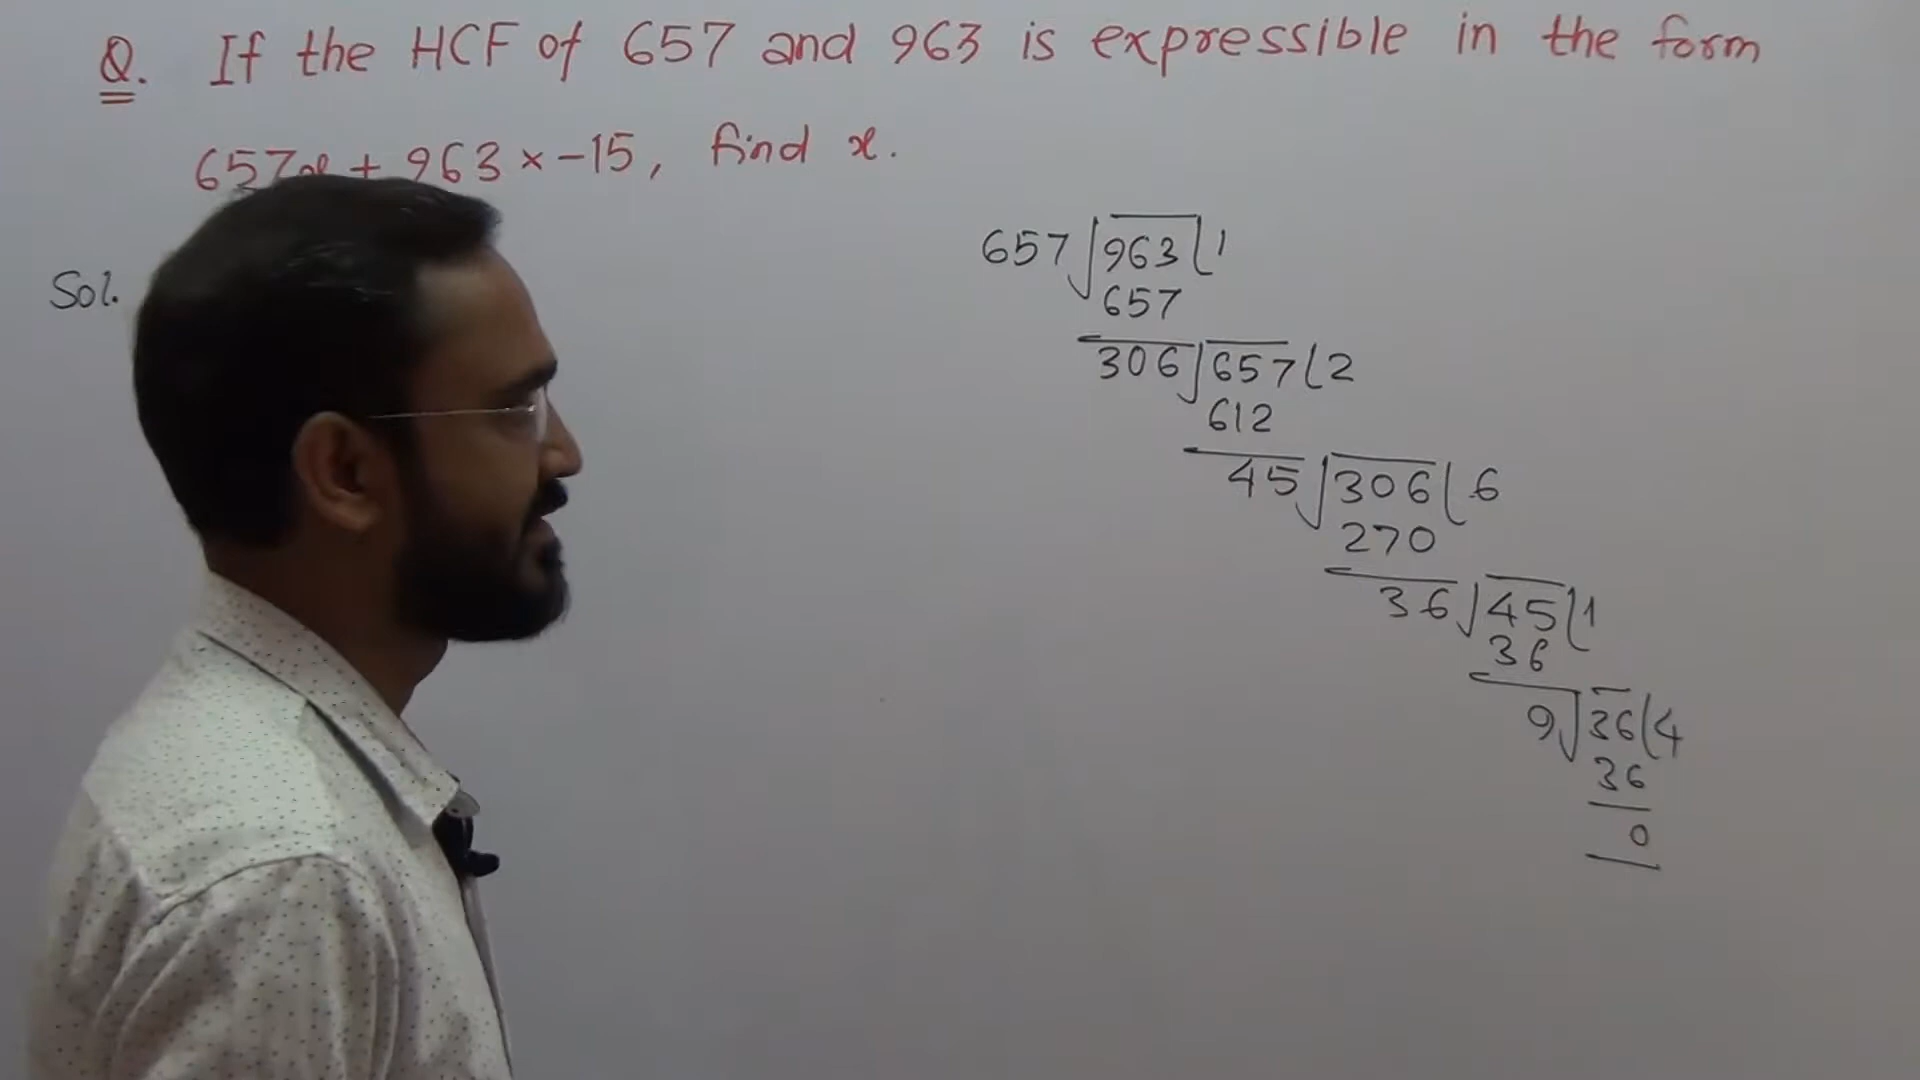 Q. If the HCF of 657 and 963 is expressible in the form
657x + 963 × -15, find x.
Sol.
657 963 1
657
306 657 2
612
45 306 6
270
36 45 1
36
9 36 4
36
0